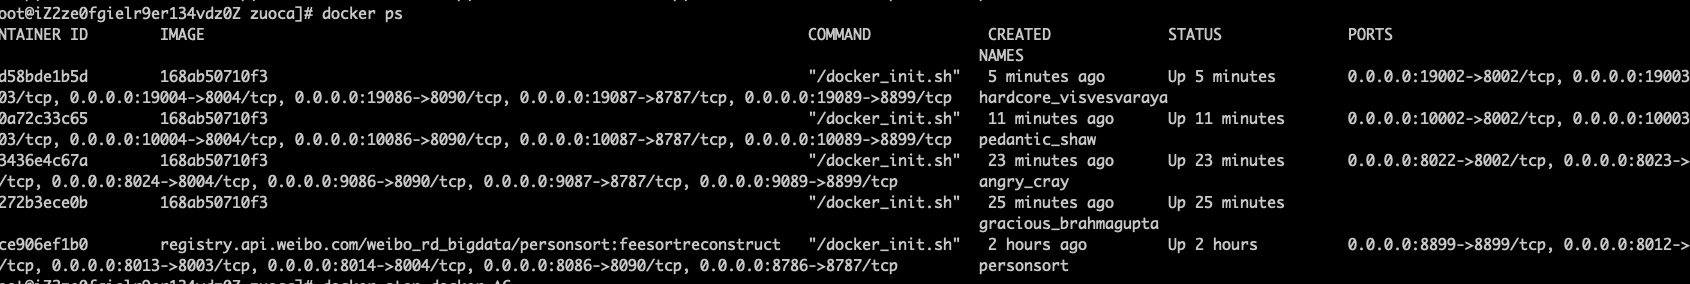 oot@iZ2ze0fgielr9er134vdz0Z zuoca]# docker ps
NTAINER ID IMAGE COMMAND CREATED STATUS PORTS
NAMES
d58bde1b5d 168ab50710f3 "/docker_init.sh" 5 minutes ago Up 5 minutes 0.0.0.0:19002->8002/tcp, 0.0.0.0:19003
03/tcp, 0.0.0.0:19004->8004/tcp, 0.0.0.0:19086->8090/tcp, 0.0.0.0:19087->8787/tcp, 0.0.0.0:19089->8899/tcp hardcore_visvesvaraya
0a72c33c65 168ab50710f3 "/docker_init.sh" 11 minutes ago Up 11 minutes 0.0.0.0:10002->8002/tcp, 0.0.0.0:10003
03/tcp, 0.0.0.0:10004->8004/tcp, 0.0.0.0:10086->8090/tcp, 0.0.0.0:10087->8787/tcp, 0.0.0.0:10089->8899/tcp pedantic_shaw
3436e4c67a 168ab50710f3 "/docker_init.sh" 23 minutes ago Up 23 minutes 0.0.0.0:8022->8002/tcp, 0.0.0.0:8023->
/tcp, 0.0.0.0:8024->8004/tcp, 0.0.0.0:9086->8090/tcp, 0.0.0.0:9087->8787/tcp, 0.0.0.0:9089->8899/tcp angry_cray
272b3ece0b 168ab50710f3 "/docker_init.sh" 25 minutes ago Up 25 minutes
gracious_brahmagupta
ce906ef1b0 registry.api.weibo.com/weibo_rd_bigdata/personsort:feesortreconstruct "/docker_init.sh" 2 hours ago Up 2 hours 0.0.0.0:8899->8899/tcp, 0.0.0.0:8012->
/tcp, 0.0.0.0:8013->8003/tcp, 0.0.0.0:8014->8004/tcp, 0.0.0.0:8086->8090/tcp, 0.0.0.0:8786->8787/tcp personsort
oot@iZ2ze0fgielr9er134vdz0Z zuoca]# docker stop docker ^C